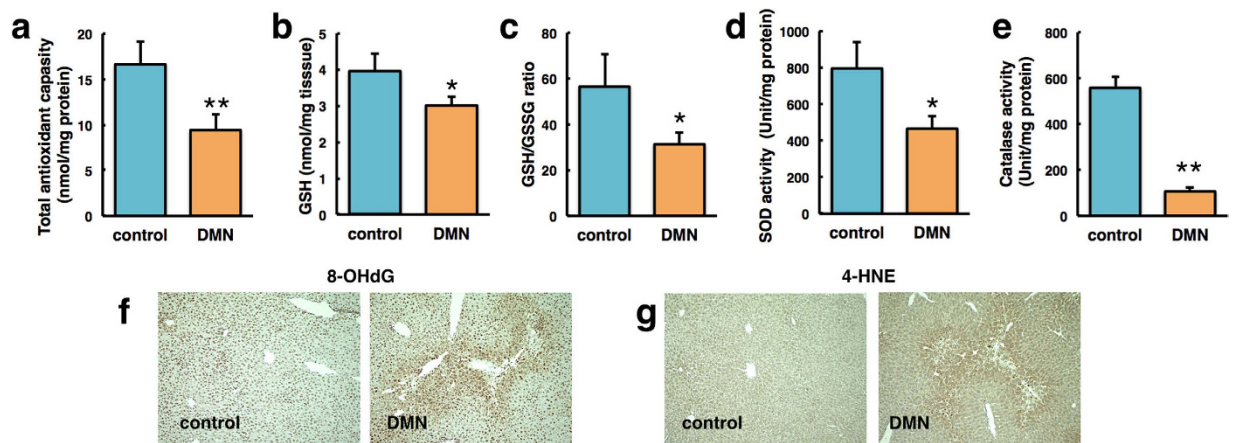 a
Total antioxidant capasity
(nmol/mg protein)
20
15
10
5
0
**
control
DMN
b
GSH (nmol/mg tisssue)
5
4
3
2
1
0
*
control
DMN
c
GSH/GSSG ratio
80
60
40
20
0
*
control
DMN
d
SOD activity (Unit/mg protein)
1000
800
600
400
200
0
*
control
DMN
e
Catalase activity
(Unit/mg protein)
800
600
400
200
0
**
control
DMN
8-OHdG
f
control
DMN
4-HNE
g
control
DMN